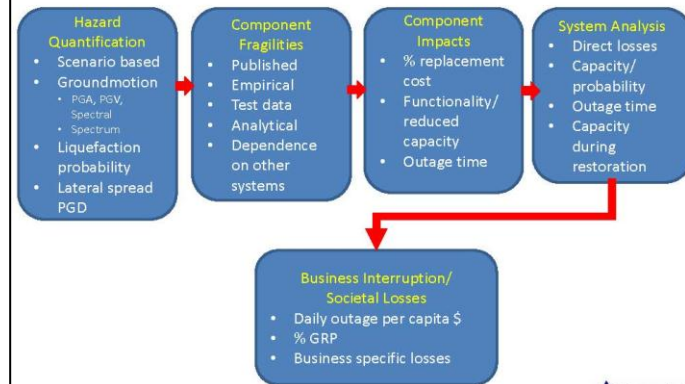 Hazard
Quantification
• Scenario based
• Groundmotion
• PGA, PGV,
Spectral
• Spectrum
• Liquefaction
probability
• Lateral spread
PGD
Component
Fragilities
• Published
• Empirical
• Test data
• Analytical
• Dependence
on other
systems
Component
Impacts
• % replacement
cost
• Functionality/
reduced
capacity
• Outage time
System Analysis
• Direct losses
• Capacity/
probability
• Outage time
• Capacity
during
restoration
Business Interruption/
Societal Losses
• Daily outage per capita $
• % GRP
• Business specific losses